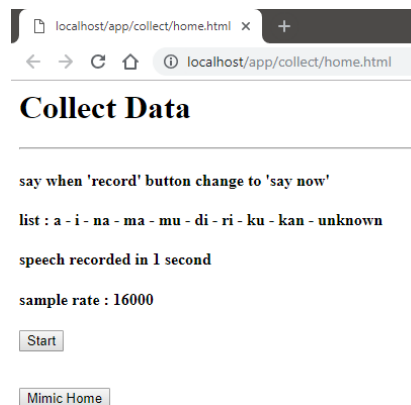 localhost/app/collect/home.html
localhost/app/collect/home.html
Collect Data
say when 'record' button change to 'say now'
list : a - i - na - ma - mu - di - ri - ku - kan - unknown
speech recorded in 1 second
sample rate : 16000
Start
Mimic Home